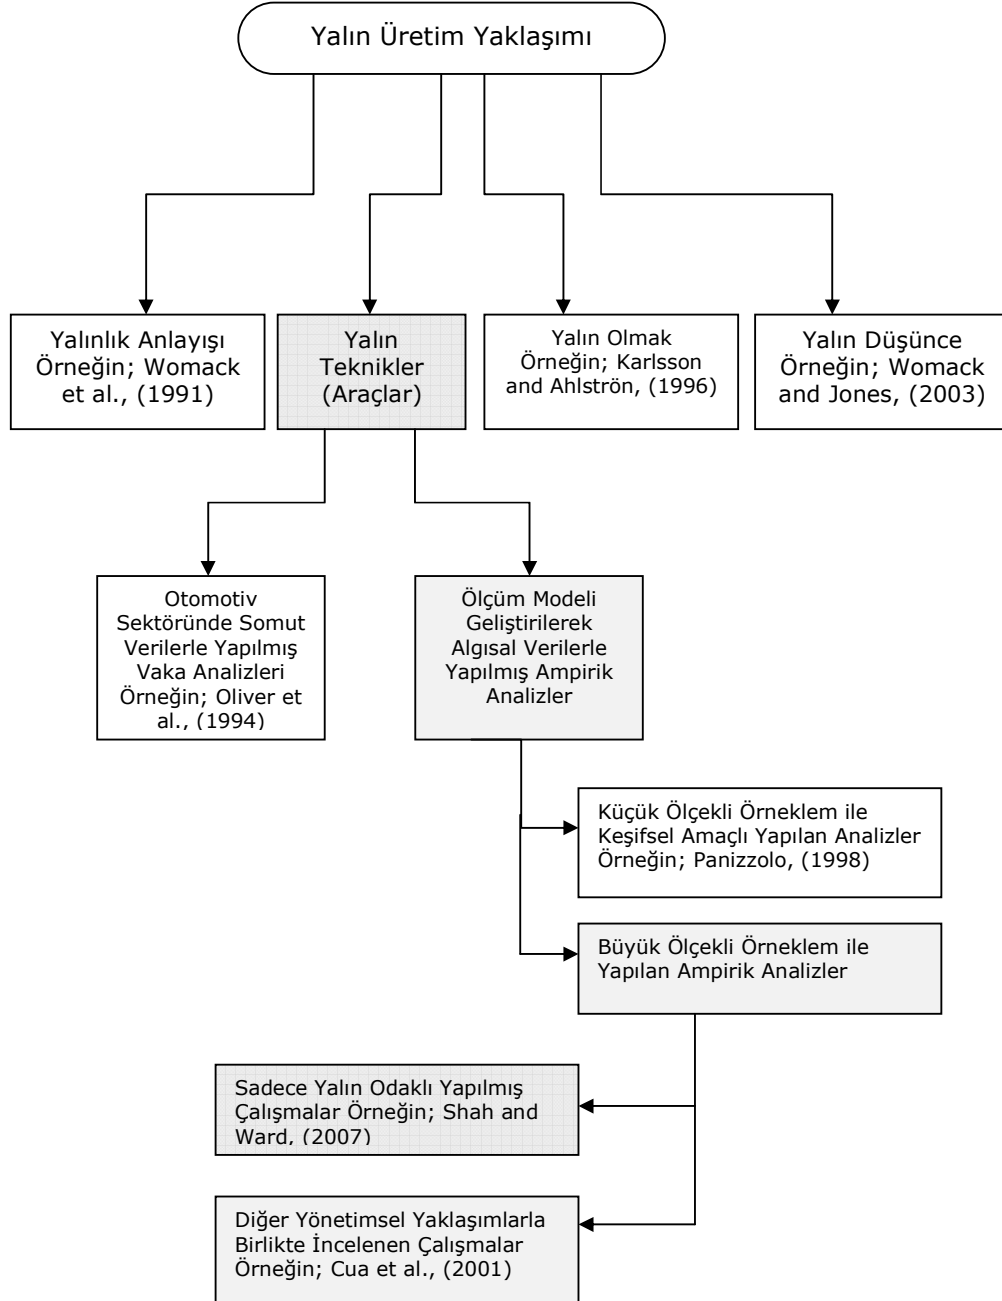 Yalın Üretim Yaklaşımı
Yalınlık Anlayışı
Örneğin; Womack
et al., (1991)
Yalın
Teknikler
(Araçlar)
Yalın Olmak
Örneğin; Karlsson
and Ahlströn, (1996)
Yalın Düşünce
Örneğin; Womack
and Jones, (2003)
Otomotiv
Sektöründe Somut
Verilerle Yapılmış
Vaka Analizleri
Örneğin; Oliver et
al., (1994)
Ölçüm Modeli
Geliştirilerek
Algısal Verilerle
Yapılmış Ampirik
Analizler
Küçük Ölçekli Örneklem ile
Keşifsel Amaçlı Yapılan Analizler
Örneğin; Panizzolo, (1998)
Büyük Ölçekli Örneklem ile
Yapılan Ampirik Analizler
Sadece Yalın Odaklı Yapılmış
Çalışmalar Örneğin; Shah and
Ward, (2007)
Diğer Yönetimsel Yaklaşımlarla
Birlikte İncelenen Çalışmalar
Örneğin; Cua et al., (2001)